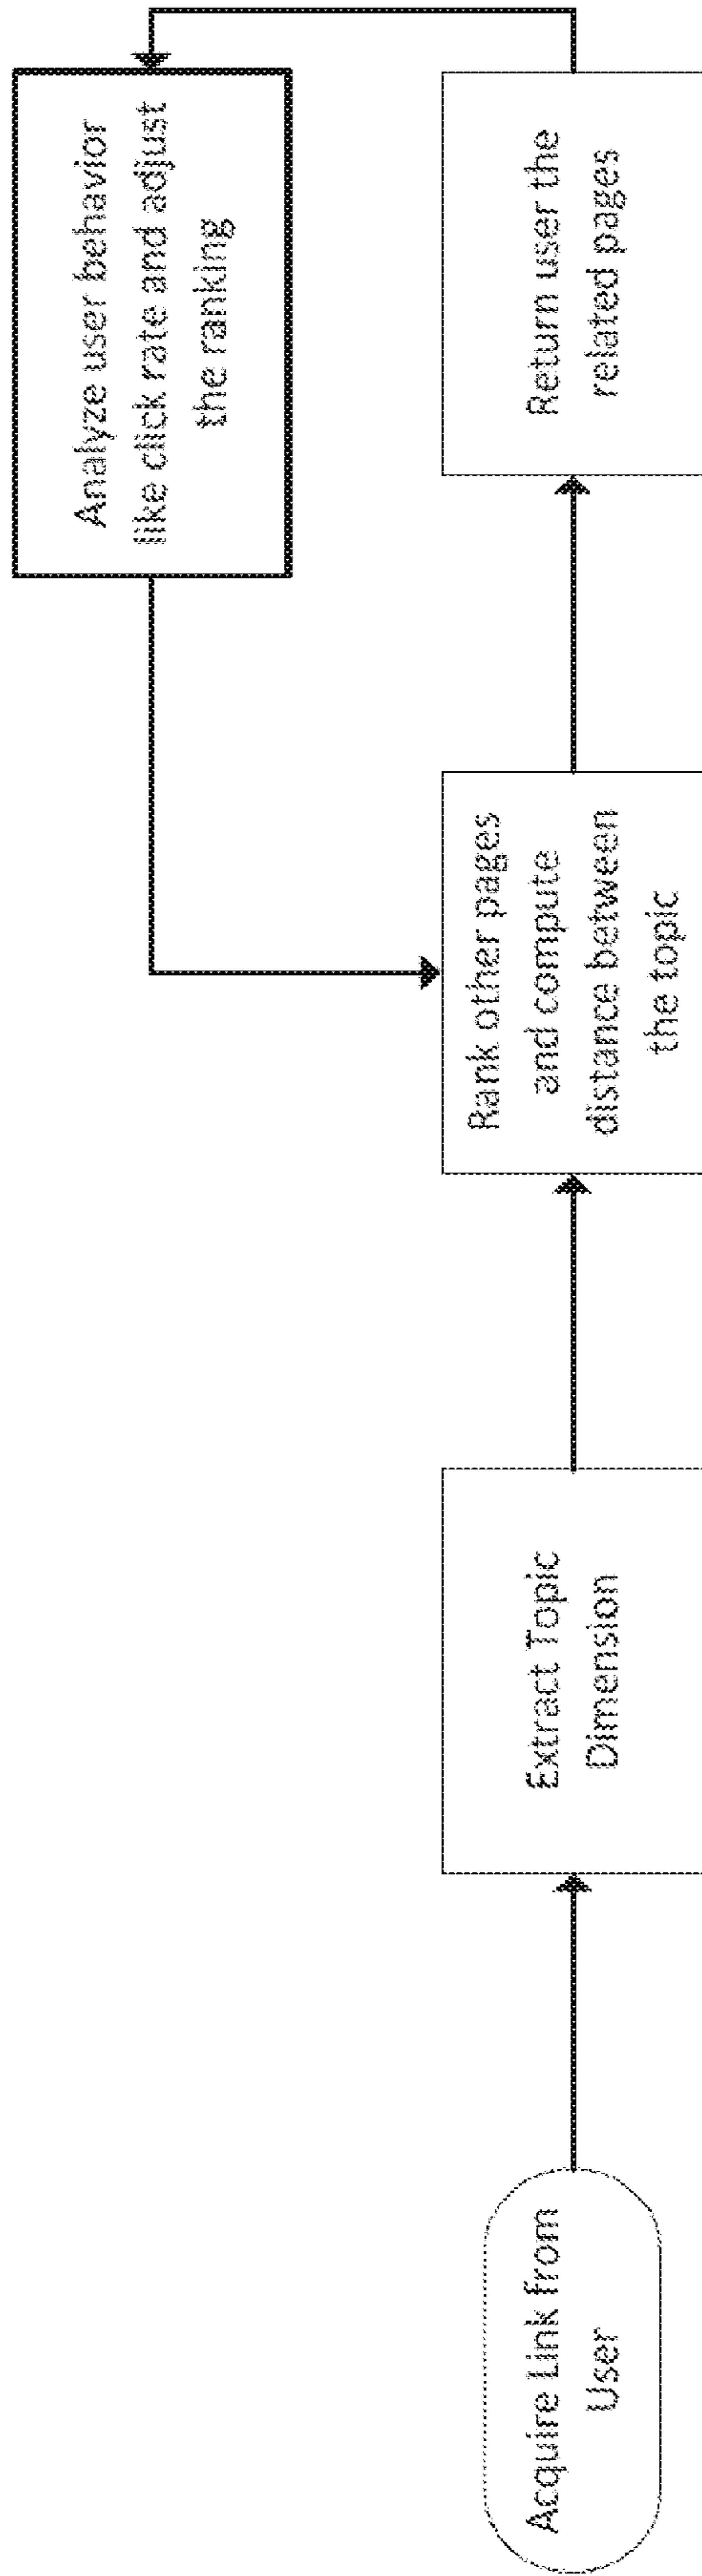 Acquire Link from
User
Extract Topic
Dimension
Rank other pages
and compute
distance between
the topic
Return user the
related pages
Analyze user behavior
like click rate and adjust
the ranking